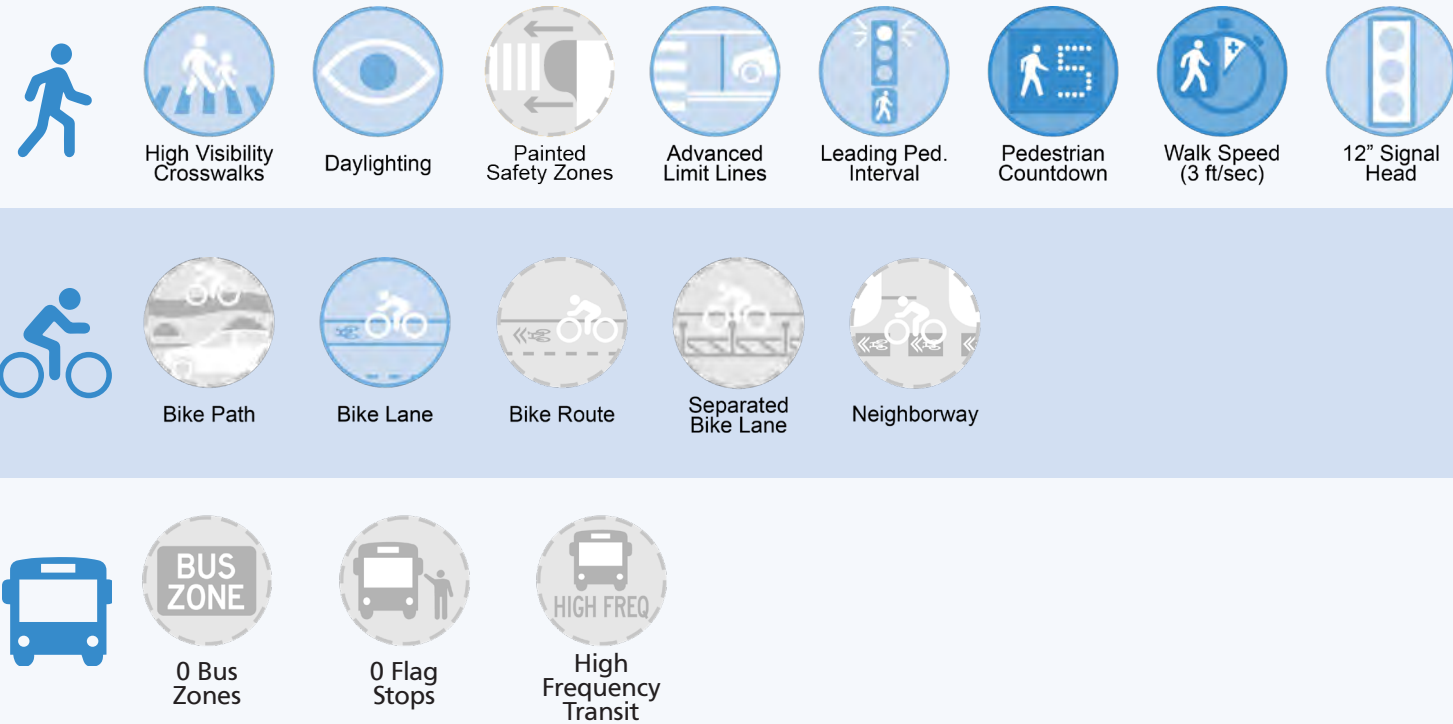 5
High Visibility
Crosswalks
Daylighting
Painted
Safety Zones
Advanced
Limit Lines
Leading Ped.
Interval
Pedestrian
Countdown
Walk Speed
(3 ft/sec)
12” Signal
Head
Bike Path
Bike Lane
Bike Route
Separated
Bike Lane
Neighborway
BUS
ZONE
HIGH FREQ
0 Bus
Zones
0 Flag
Stops
High
Frequency
Transit